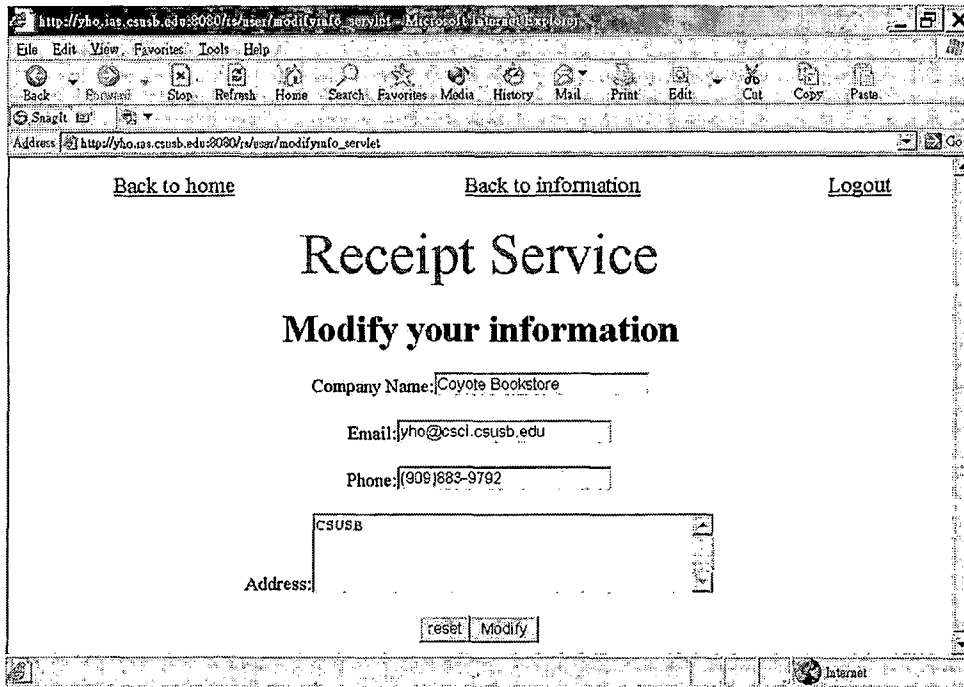 http://yho.ias.csusb.edu:8080/rs/user/modifyinfo_servlet - Microsoft Internet Explorer
File Edit View Favorites Tools Help
Back Forward Stop Refresh Home Search Favorites Media History Mail Print Edit Cut Copy Paste
SnagIt
Address http://yho.ias.csusb.edu:8080/rs/user/modifyinfo_servlet Go
Back to home Back to information Logout
Receipt Service
Modify your information
Company Name: Coyote Bookstore
Email: yho@csci.csusb.edu
Phone: (909)883-9792
CSUSB
Address:
reset Modify
Internet